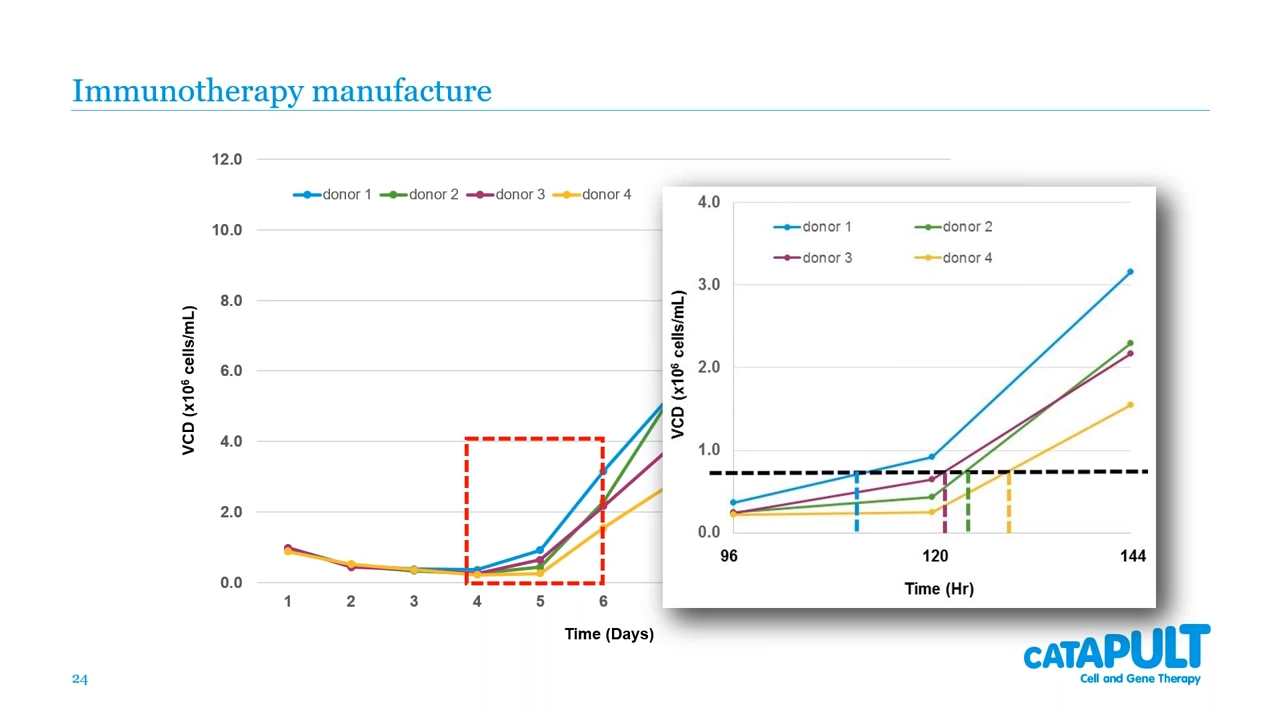 Immunotherapy manufacture
12.0
10.0
8.0
6.0
4.0
2.0
0.0
VCD (x10⁶ cells/mL)
donor 1 donor 2 donor 3 donor 4
1 2 3 4 5 6
Time (Days)
4.0
3.0
2.0
1.0
0.0
VCD (x10⁶ cells/mL)
donor 1 donor 2
donor 3 donor 4
96 120 144
Time (Hr)
CATAPULT
Cell and Gene Therapy
24